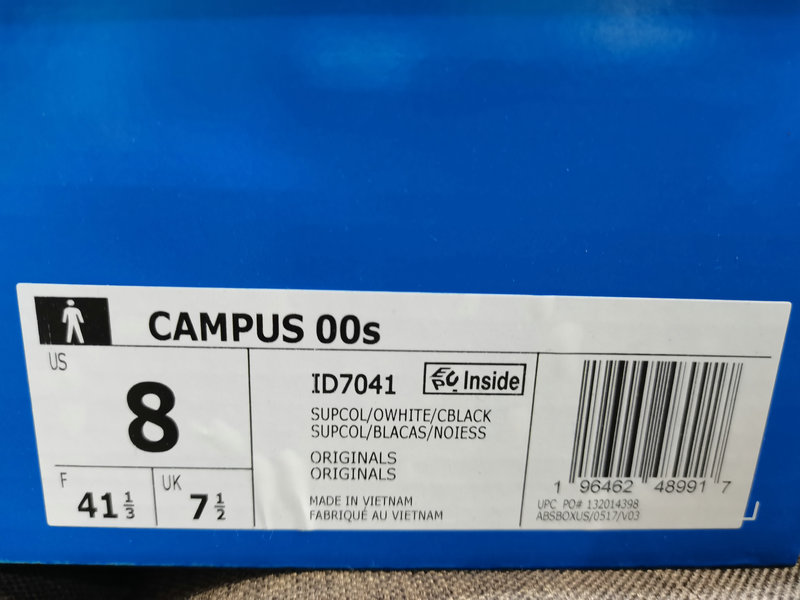 CAMPUS 00s
US
8
F
41 1/3
UK
7 1/2
ID7041
EPC Inside
SUPCOL/OWHITE/CBLACK
SUPCOL/BLACAS/NOIESS
ORIGINALS
ORIGINALS
MADE IN VIETNAM
FABRIQUÉ AU VIETNAM
1 96462 48991 7
UPC PO# 132014398
ABSBOXUS/0517/V03